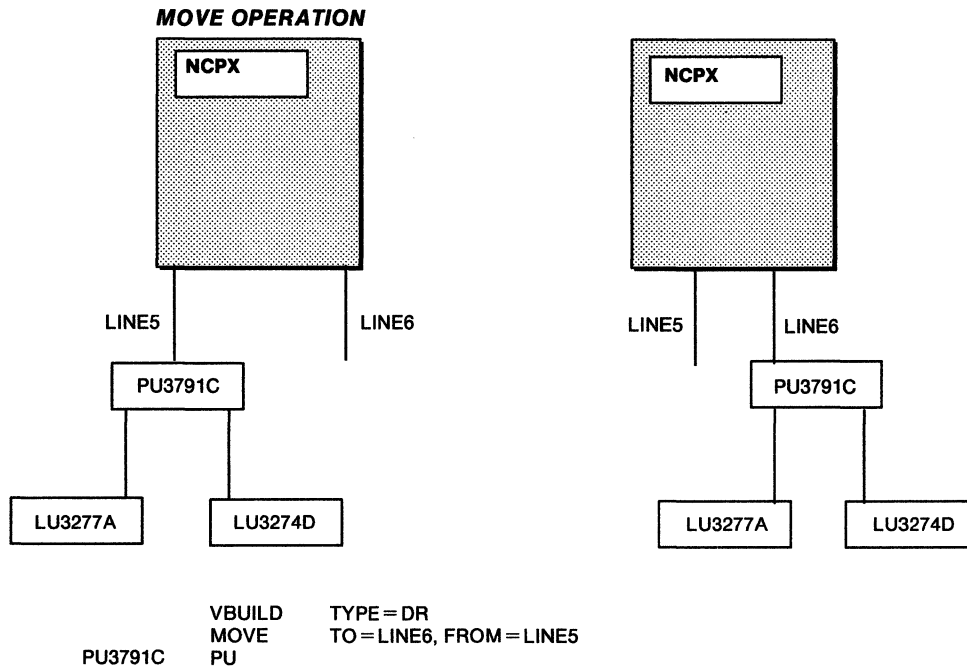 MOVE OPERATION
NCPX
NCPX
LINE5
LINE6
LINE5
LINE6
PU3791C
PU3791C
LU3277A
LU3274D
LU3277A
LU3274D
VBUILD TYPE=DR
MOVE TO=LINE6, FROM=LINE5
PU3791C PU